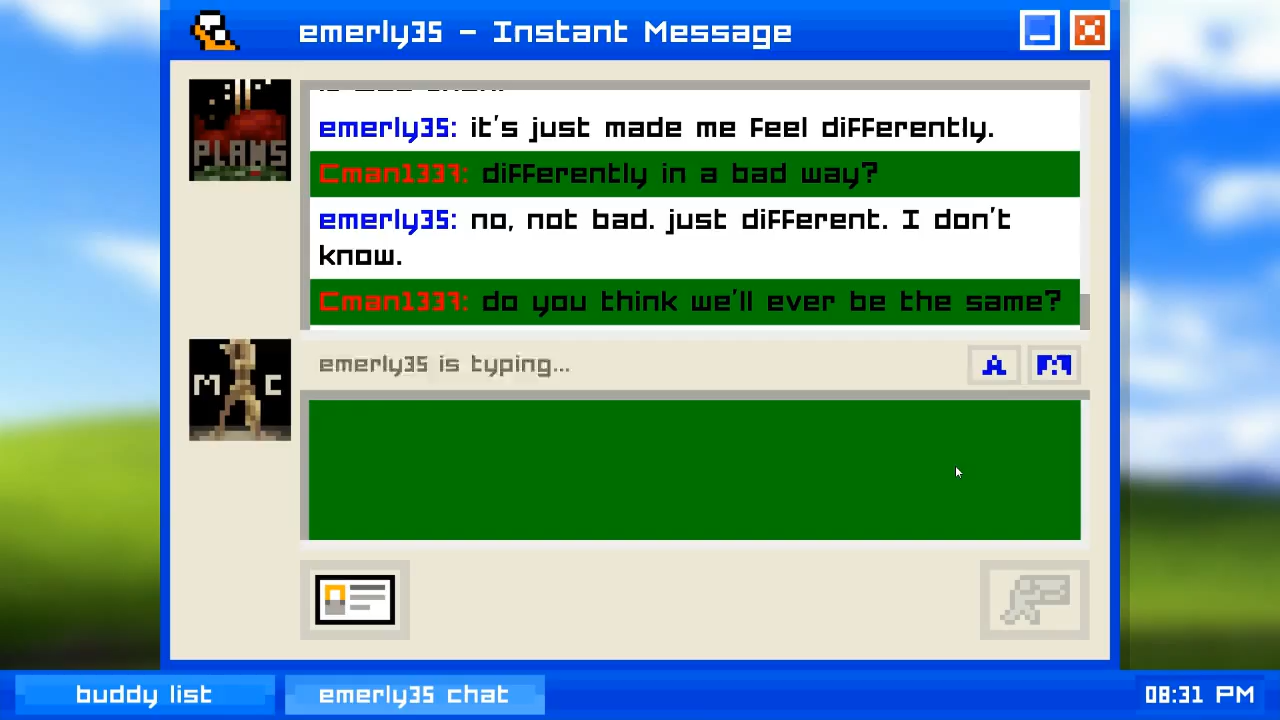 emerly35 - Instant Message
PLANS
emerly35: it's just made me feel differently.
Cman1337: differently in a bad way?
emerly35: no, not bad. just different. I don't
know.
Cman1337: do you think we'll ever be the same?
M C
emerly35 is typing...
A
buddy list
emerly35 chat
08:31 PM